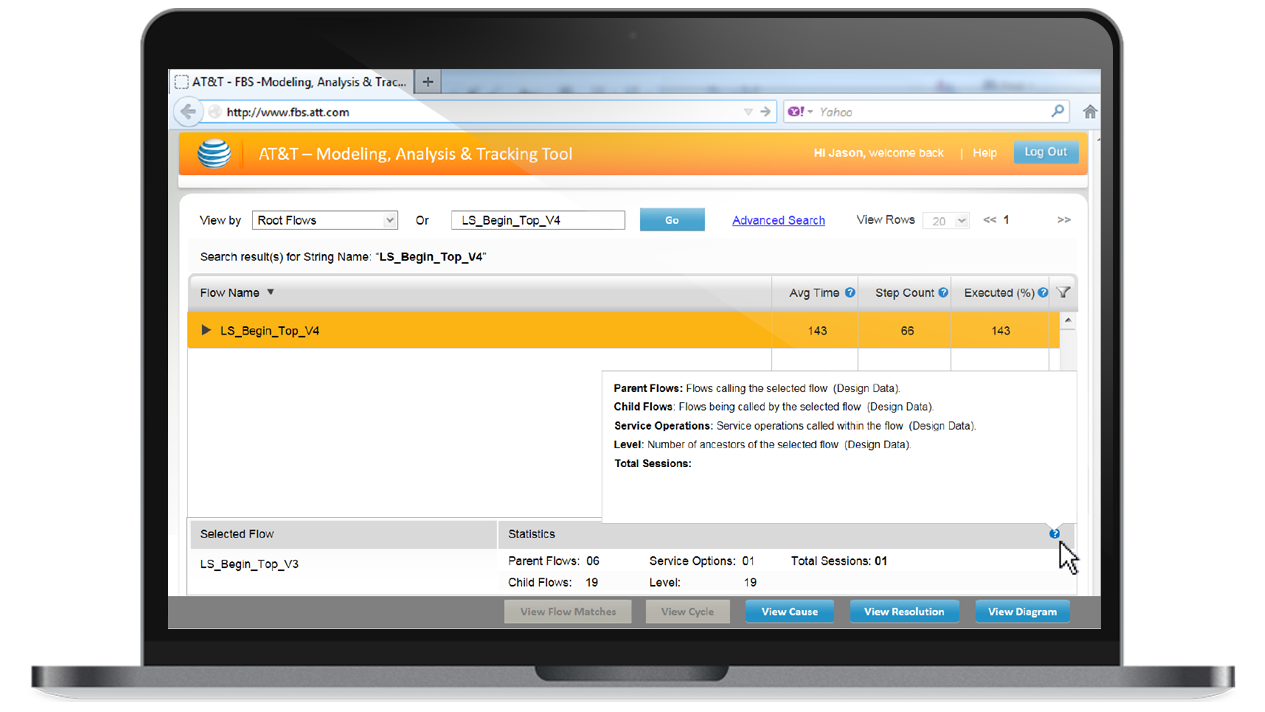 AT&T - FBS -Modeling, Analysis & Trac...
+
http://www.fbs.att.com
Y! Yahoo
AT&T – Modeling, Analysis & Tracking Tool
Hi Jason, welcome back | Help Log Out
View by Root Flows Or LS_Begin_Top_V4 Go Advanced Search View Rows 20 << 1 >>
Search result(s) for String Name: "LS_Begin_Top_V4"
Flow Name Avg Time ? Step Count ? Executed (%) ?
LS_Begin_Top_V4 143 66 143
Parent Flows: Flows calling the selected flow (Design Data).
Child Flows: Flows being called by the selected flow (Design Data).
Service Operations: Service operations called within the flow (Design Data).
Level: Number of ancestors of the selected flow (Design Data).
Total Sessions:
Selected Flow Statistics ?
LS_Begin_Top_V3 Parent Flows: 06 Service Options: 01 Total Sessions: 01
Child Flows: 19 Level: 19
View Flow Matches View Cycle View Cause View Resolution View Diagram